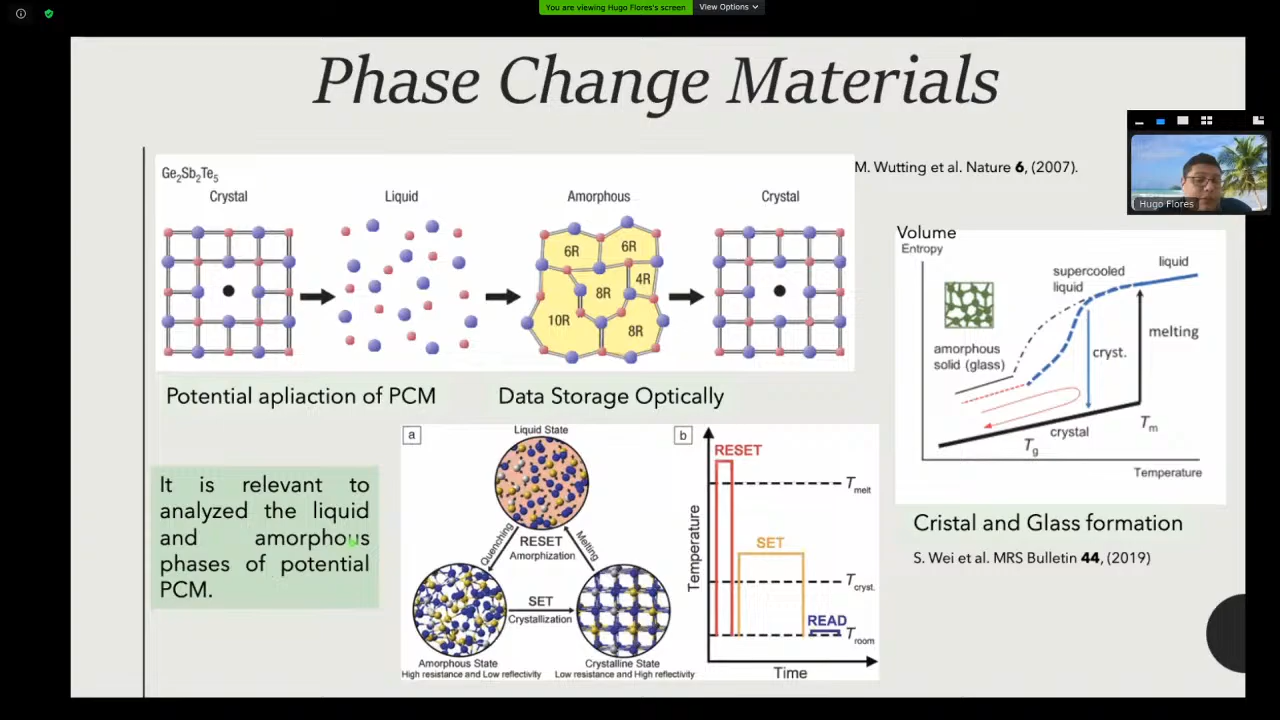 You are viewing Hugo Flores's screen
View Options
Phase Change Materials
Hugo Flores
Ge2Sb2Te5
Crystal
Liquid
Amorphous
Crystal
6R
6R
4R
8R
10R
8R
M. Wutting et al. Nature 6, (2007).
Potential apliaction of PCM
Data Storage Optically
It is relevant to
analyzed the liquid
and amorphous
phases of potential
PCM.
a
Liquid State
Quenching
RESET
Amorphization
Melting
SET
Crystallization
Amorphous State
High resistance and Low reflectivity
Crystalline State
Low resistance and High reflectivity
b
RESET
Tmelt
SET
Tcryst.
READ
Troom
Temperature
Time
Volume
Entropy
liquid
supercooled
liquid
melting
cryst.
amorphous
solid (glass)
crystal
Tg
Tm
Temperature
Cristal and Glass formation
S. Wei et al. MRS Bulletin 44, (2019)